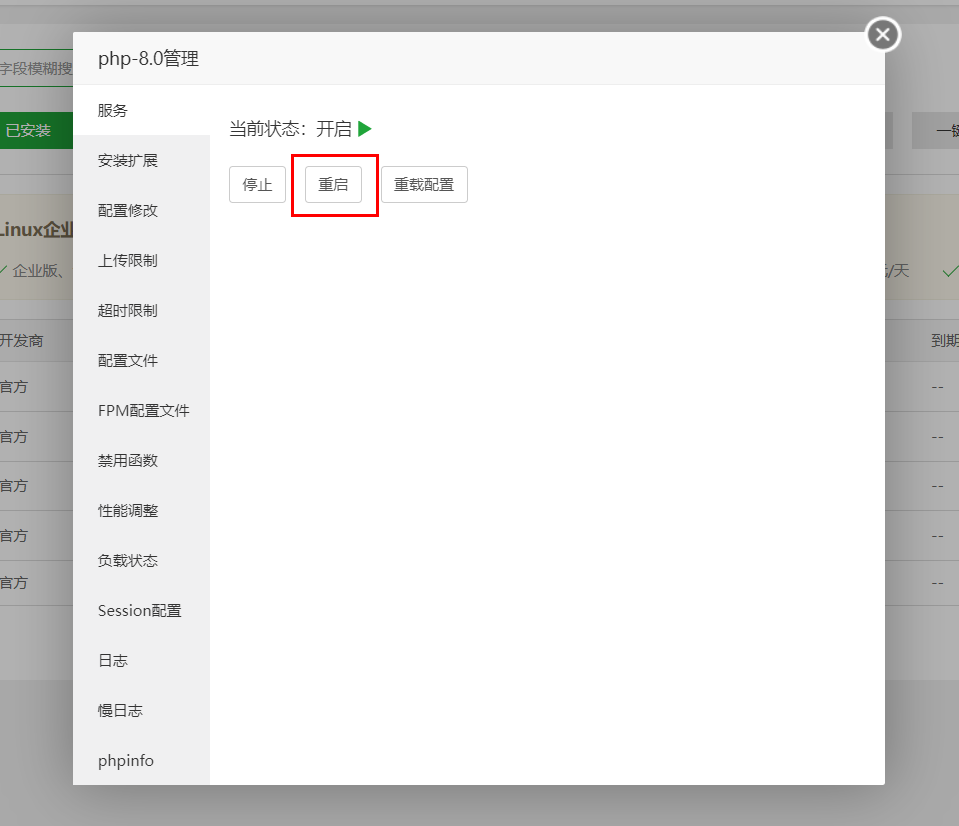 php-8.0管理
字段模糊搜
服务
当前状态：开启
已安装
一键
安装扩展
停止
重启
重载配置
配置修改
Linux企业
上传限制
企业版、
/天
超时限制
开发商
到期
配置文件
官方
--
FPM配置文件
官方
--
禁用函数
官方
--
性能调整
官方
--
负载状态
官方
--
Session配置
日志
慢日志
phpinfo